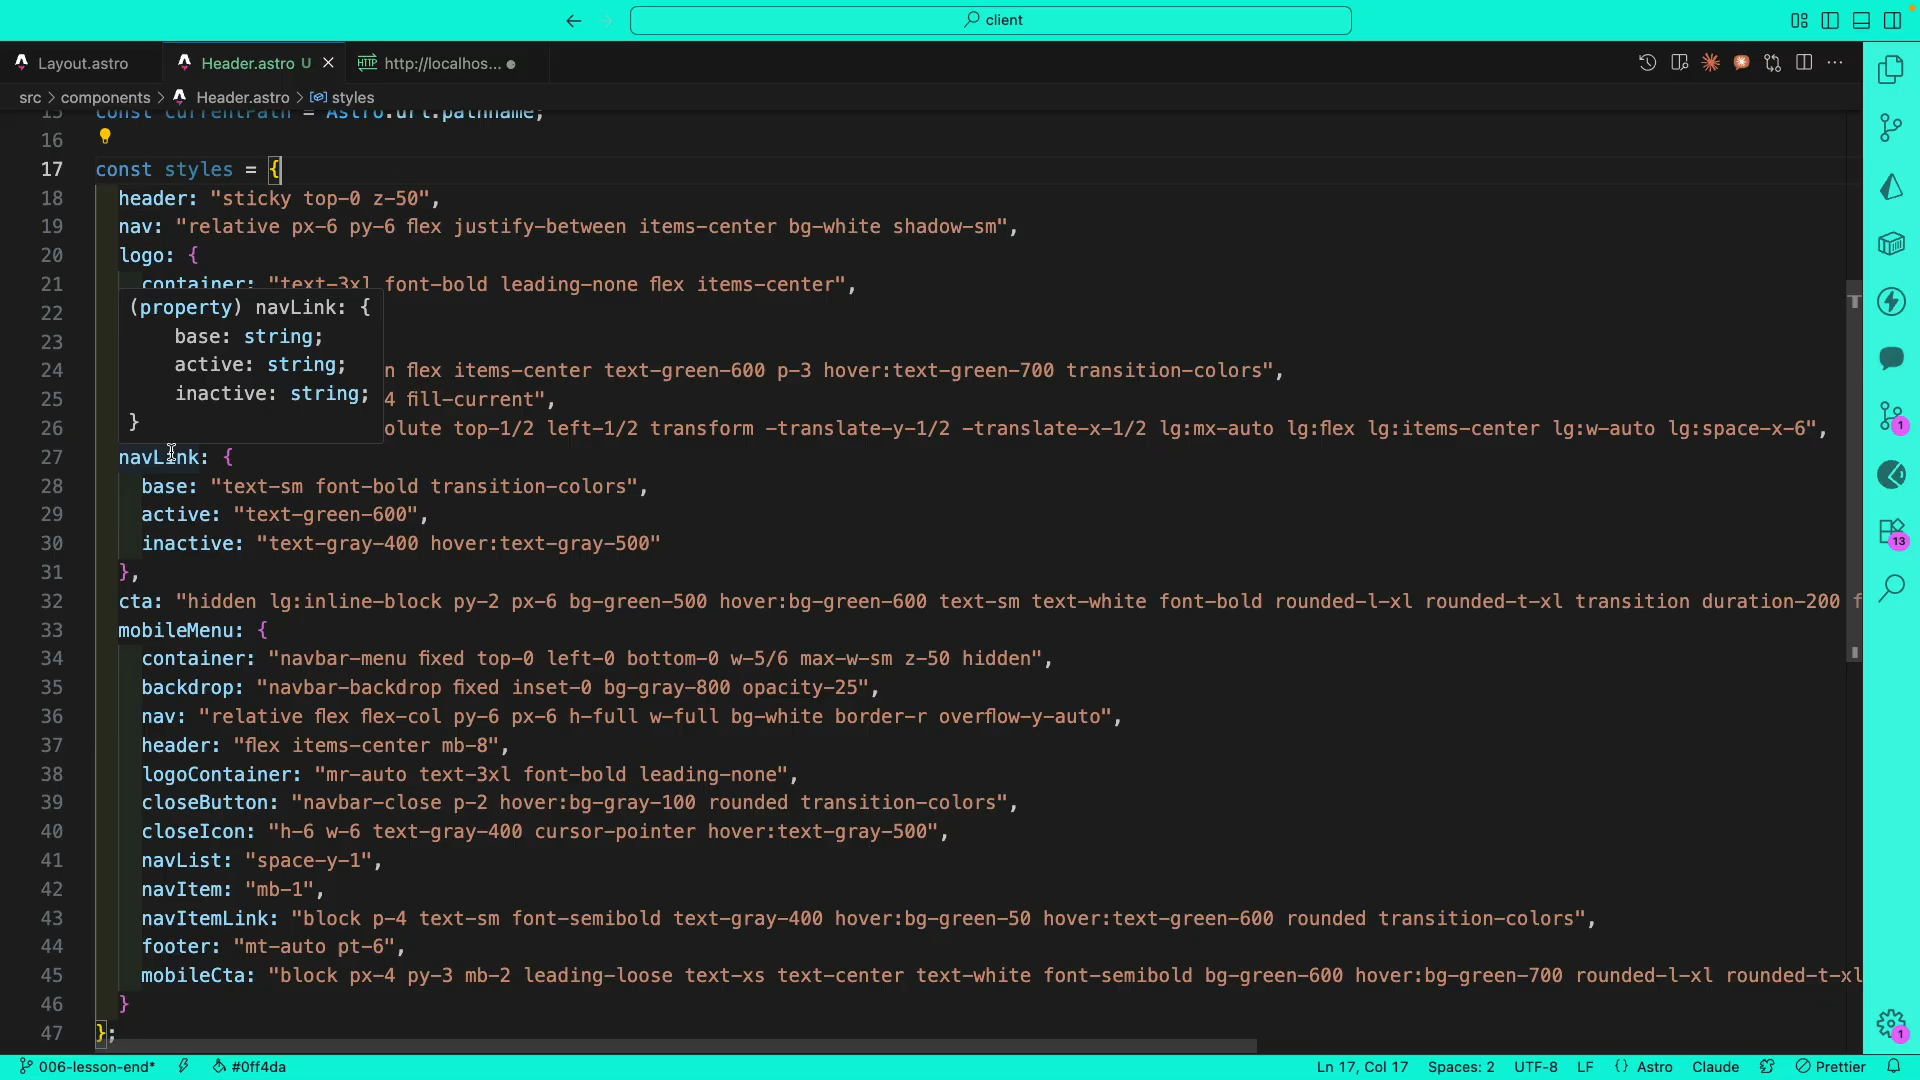 client
Layout.astro
Header.astro U
HTTP http://localhos...
src > components > Header.astro > styles
15 const currentPath = Astro.url.pathname;
16
17 const styles = {
18 header: "sticky top-0 z-50",
19 nav: "relative px-6 py-6 flex justify-between items-center bg-white shadow-sm",
20 logo: {
21 container: "text-3xl font-bold leading-none flex items-center",
22
23
24 flex items-center text-green-600 p-3 hover:text-green-700 transition-colors",
25 4 fill-current",
26 olute top-1/2 left-1/2 transform -translate-y-1/2 -translate-x-1/2 lg:mx-auto lg:flex lg:items-center lg:w-auto lg:space-x-6",
(property) navLink: {
base: string;
active: string;
inactive: string;
}
27 navLink: {
28 base: "text-sm font-bold transition-colors",
29 active: "text-green-600",
30 inactive: "text-gray-400 hover:text-gray-500"
31 },
32 cta: "hidden lg:inline-block py-2 px-6 bg-green-500 hover:bg-green-600 text-sm text-white font-bold rounded-l-xl rounded-t-xl transition duration-200 f
33 mobileMenu: {
34 container: "navbar-menu fixed top-0 left-0 bottom-0 w-5/6 max-w-sm z-50 hidden",
35 backdrop: "navbar-backdrop fixed inset-0 bg-gray-800 opacity-25",
36 nav: "relative flex flex-col py-6 px-6 h-full w-full bg-white border-r overflow-y-auto",
37 header: "flex items-center mb-8",
38 logoContainer: "mr-auto text-3xl font-bold leading-none",
39 closeButton: "navbar-close p-2 hover:bg-gray-100 rounded transition-colors",
40 closeIcon: "h-6 w-6 text-gray-400 cursor-pointer hover:text-gray-500",
41 navList: "space-y-1",
42 navItem: "mb-1",
43 navItemLink: "block p-4 text-sm font-semibold text-gray-400 hover:bg-green-50 hover:text-green-600 rounded transition-colors",
44 footer: "mt-auto pt-6",
45 mobileCta: "block px-4 py-3 mb-2 leading-loose text-xs text-center text-white font-semibold bg-green-600 hover:bg-green-700 rounded-l-xl rounded-t-xl
46 }
47 };
1
13
1
006-lesson-end* #0ff4da Ln 17, Col 17 Spaces: 2 UTF-8 LF {} Astro Claude Prettier